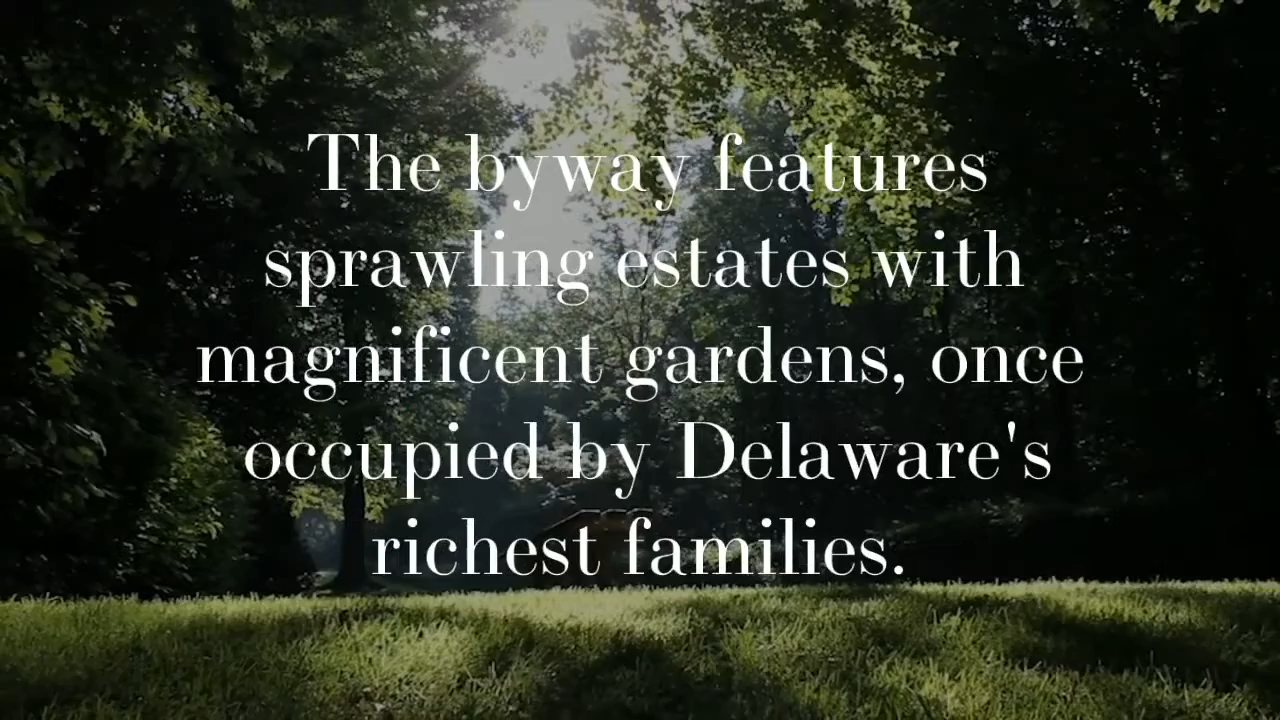 The byway features
sprawling estates with
magnificent gardens, once
occupied by Delaware's
richest families.